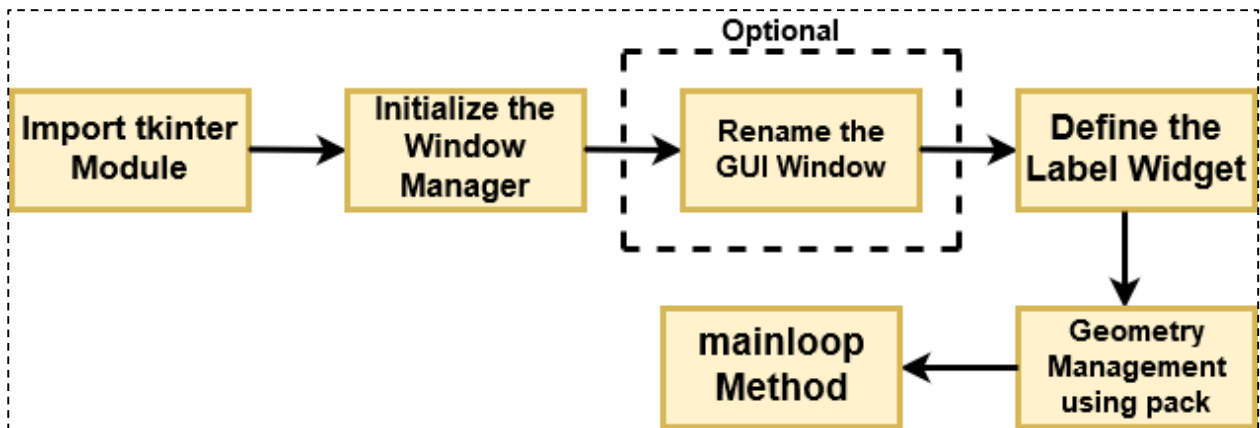 Optional
Import tkinter
Module
Initialize the
Window
Manager
Rename the
GUI Window
Define the
Label Widget
Geometry
Management
using pack
mainloop
Method